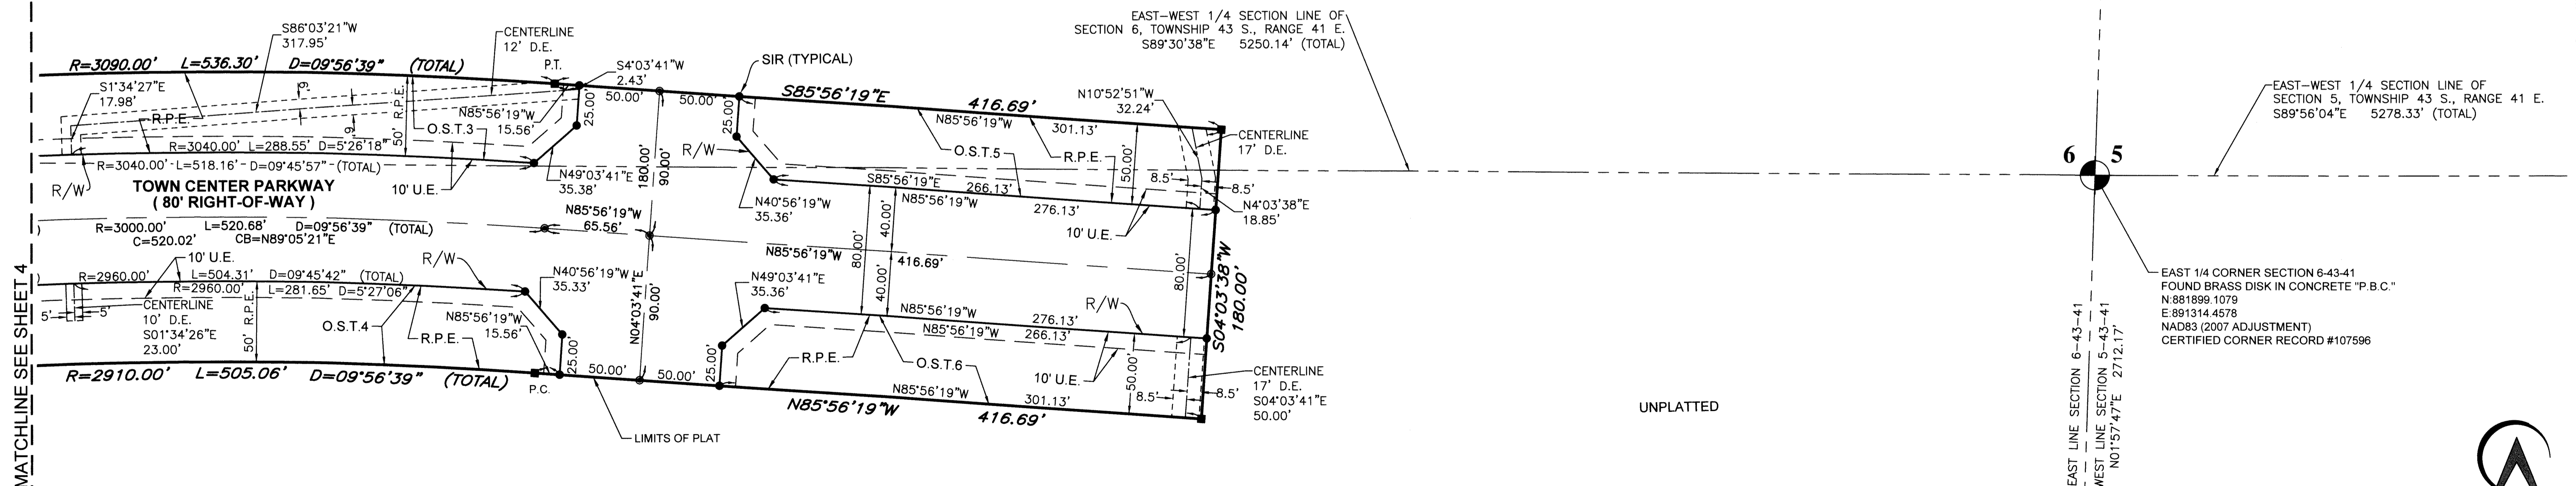 MATCHLINE SEE SHEET 4
S86°03'21"W
317.95'
CENTERLINE
12' D.E.
R=3090.00' L=536.30' D=09°56'39" (TOTAL)
P.T.
S4°03'41"W
2.43'
SIR (TYPICAL)
S1°34'27"E
17.98'
R.P.E.
50' R.P.E.
O.S.T.3
N85°56'19"W
15.56'
25.00'
50.00'
50.00'
25.00'
S85°56'19"E 416.69'
N85°56'19"W
301.13'
N10°52'51"W
32.24'
CENTERLINE
17' D.E.
6'
6'
R=3040.00' L=288.55' D=5°26'18"
R=3040.00' L=518.16' D=09°45'57" (TOTAL)
R/W
TOWN CENTER PARKWAY
( 80' RIGHT-OF-WAY )
10' U.E.
N49°03'41"E
35.38'
180.00'
90.00'
R/W
O.S.T.5
R.P.E.
50.00'
8.5'
8.5'
S85°56'19"E 266.13'
N85°56'19"W 276.13'
N40°56'19"W
35.36'
N4°03'38"E
18.85'
10' U.E.
R=3000.00' L=520.68' D=09°56'39" (TOTAL)
C=520.02' CB=N89°05'21"E
N85°56'19"W
65.56'
N85°56'19"W 416.69'
80.00'
40.00'
40.00'
80.00'
S04°03'38"W
180.00'
10' U.E.
R/W
R=2960.00' L=504.31' D=09°45'42" (TOTAL)
R=2960.00' L=281.65' D=5°27'06"
N40°56'19"W
35.33'
N04°03'41"E
90.00'
N49°03'41"E
35.36'
5'
5'
CENTERLINE
10' D.E.
S01°34'26"E
23.00'
50' R.P.E.
O.S.T.4
R.P.E.
N85°56'19"W
15.56'
25.00'
50.00'
50.00'
25.00'
N85°56'19"W 276.13'
N85°56'19"W 266.13'
R/W
R.P.E.
O.S.T.6
10' U.E.
50.00'
8.5'
8.5'
CENTERLINE
17' D.E.
S04°03'41"E
50.00'
R=2910.00' L=505.06' D=09°56'39" (TOTAL)
P.C.
N85°56'19"W 301.13'
N85°56'19"W 416.69'
LIMITS OF PLAT
EAST-WEST 1/4 SECTION LINE OF
SECTION 6, TOWNSHIP 43 S., RANGE 41 E.
S89°30'38"E 5250.14' (TOTAL)
6 5
EAST-WEST 1/4 SECTION LINE OF
SECTION 5, TOWNSHIP 43 S., RANGE 41 E.
S89°56'04"E 5278.33' (TOTAL)
EAST 1/4 CORNER SECTION 6-43-41
FOUND BRASS DISK IN CONCRETE "P.B.C."
N:881899.1079
E:891314.4578
NAD83 (2007 ADJUSTMENT)
CERTIFIED CORNER RECORD #107596
UNPLATTED
EAST LINE SECTION 6-43-41
WEST LINE SECTION 5-43-41
N01°57'47"E 2712.17'